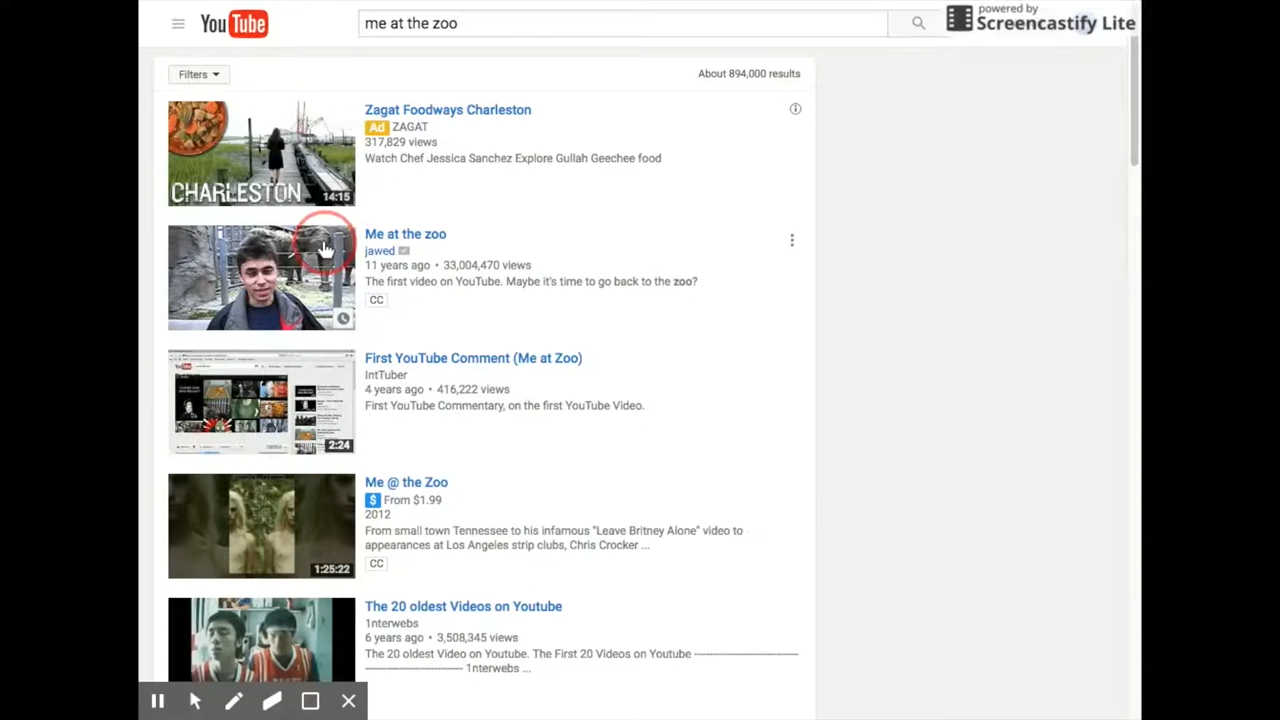 powered by
Screencastify Lite
YouTube
me at the zoo
Filters
About 894,000 results
Zagat Foodways Charleston
Ad ZAGAT
317,829 views
Watch Chef Jessica Sanchez Explore Gullah Geechee food
CHARLESTON
14:15
Me at the zoo
jawed
11 years ago • 33,004,470 views
The first video on YouTube. Maybe it's time to go back to the zoo?
CC
First YouTube Comment (Me at Zoo)
IntTuber
4 years ago • 416,222 views
First YouTube Commentary, on the first YouTube Video.
2:24
Me @ the Zoo
$ From $1.99
2012
From small town Tennessee to his infamous "Leave Britney Alone" video to
appearances at Los Angeles strip clubs, Chris Crocker ...
CC
1:25:22
The 20 oldest Videos on Youtube
1nterwebs
6 years ago • 3,508,345 views
The 20 oldest Video on Youtube. The First 20 Videos on Youtube -------------------------------
----------------------------- 1nterwebs ...